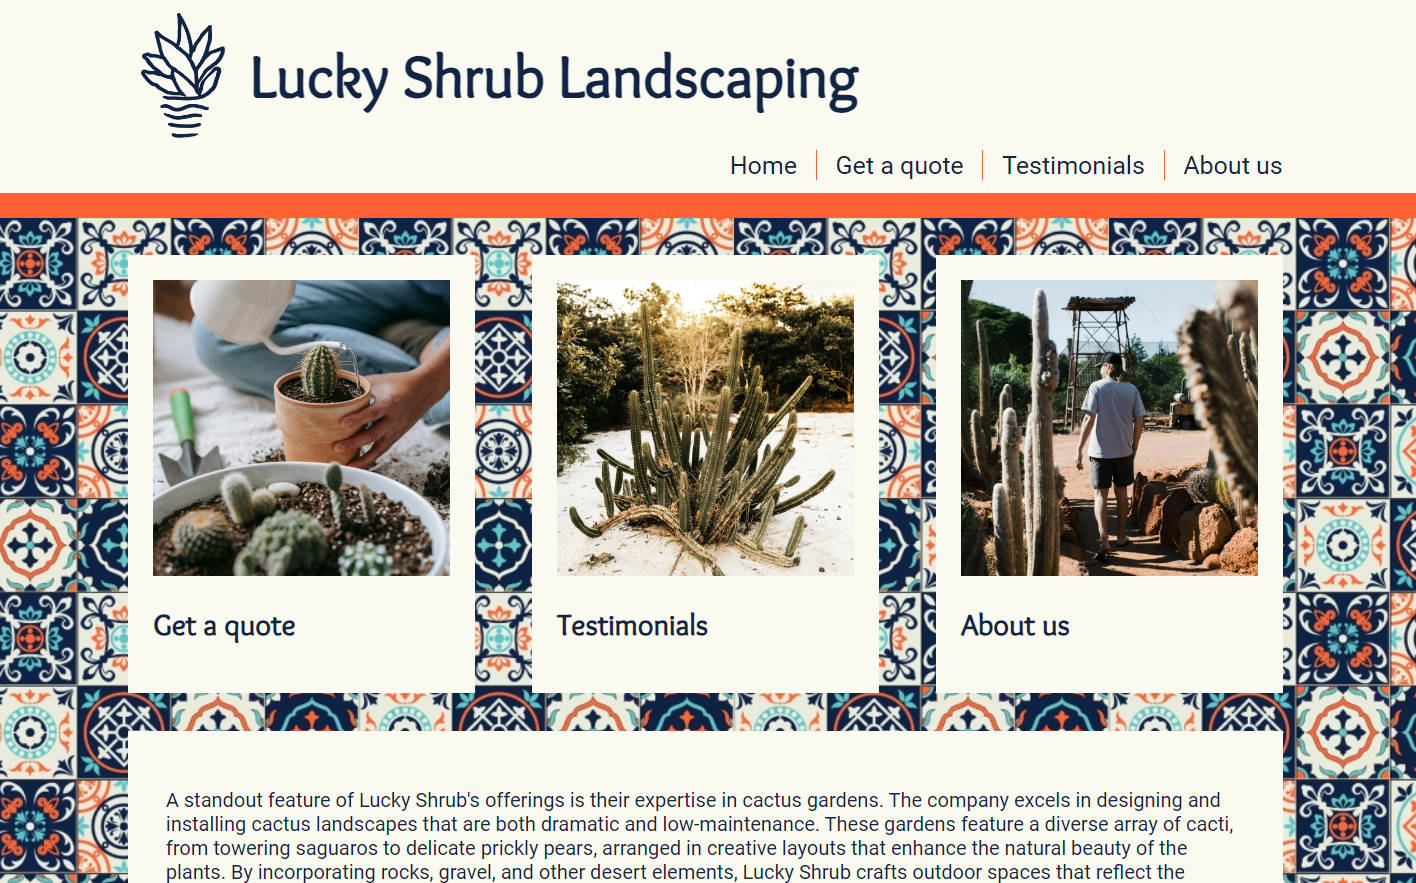 Lucky Shrub Landscaping
Home
Get a quote
Testimonials
About us
Get a quote
Testimonials
About us
A standout feature of Lucky Shrub's offerings is their expertise in cactus gardens. The company excels in designing and
installing cactus landscapes that are both dramatic and low-maintenance. These gardens feature a diverse array of cacti,
from towering saguaros to delicate prickly pears, arranged in creative layouts that enhance the natural beauty of the
plants. By incorporating rocks, gravel, and other desert elements, Lucky Shrub crafts outdoor spaces that reflect the